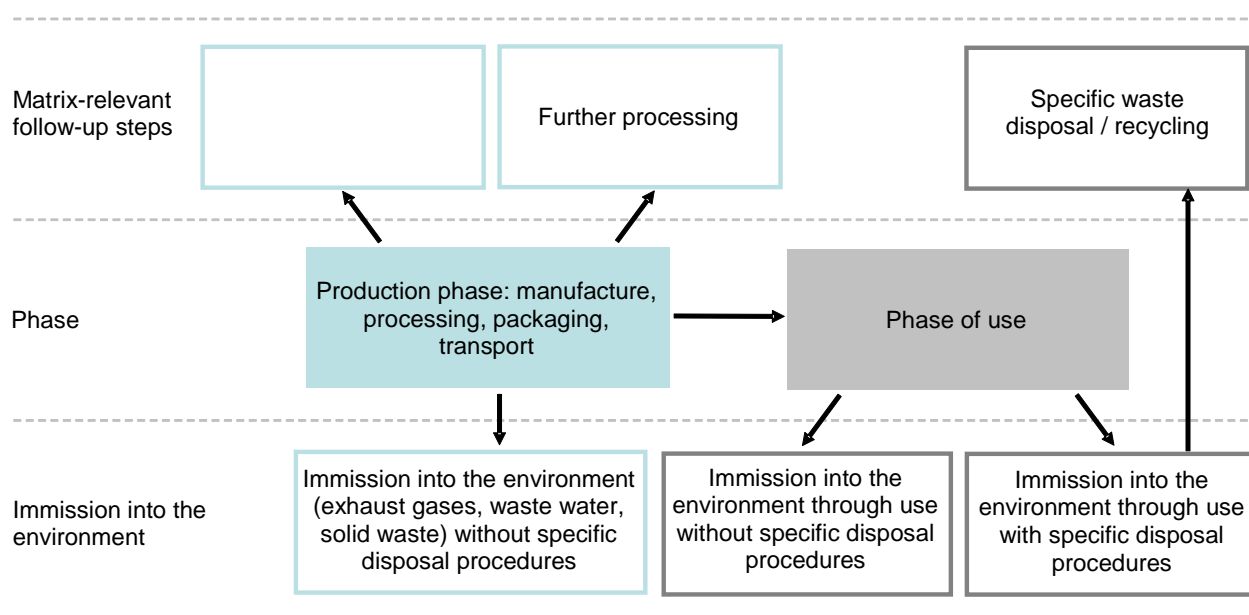 Matrix-relevant
follow-up steps
Further processing
Specific waste
disposal / recycling
Phase
Production phase: manufacture,
processing, packaging,
transport
Phase of use
Immission into the
environment
Immission into the environment
(exhaust gases, waste water,
solid waste) without specific
disposal procedures
Immission into the
environment through use
without specific disposal
procedures
Immission into the
environment through use
with specific disposal
procedures